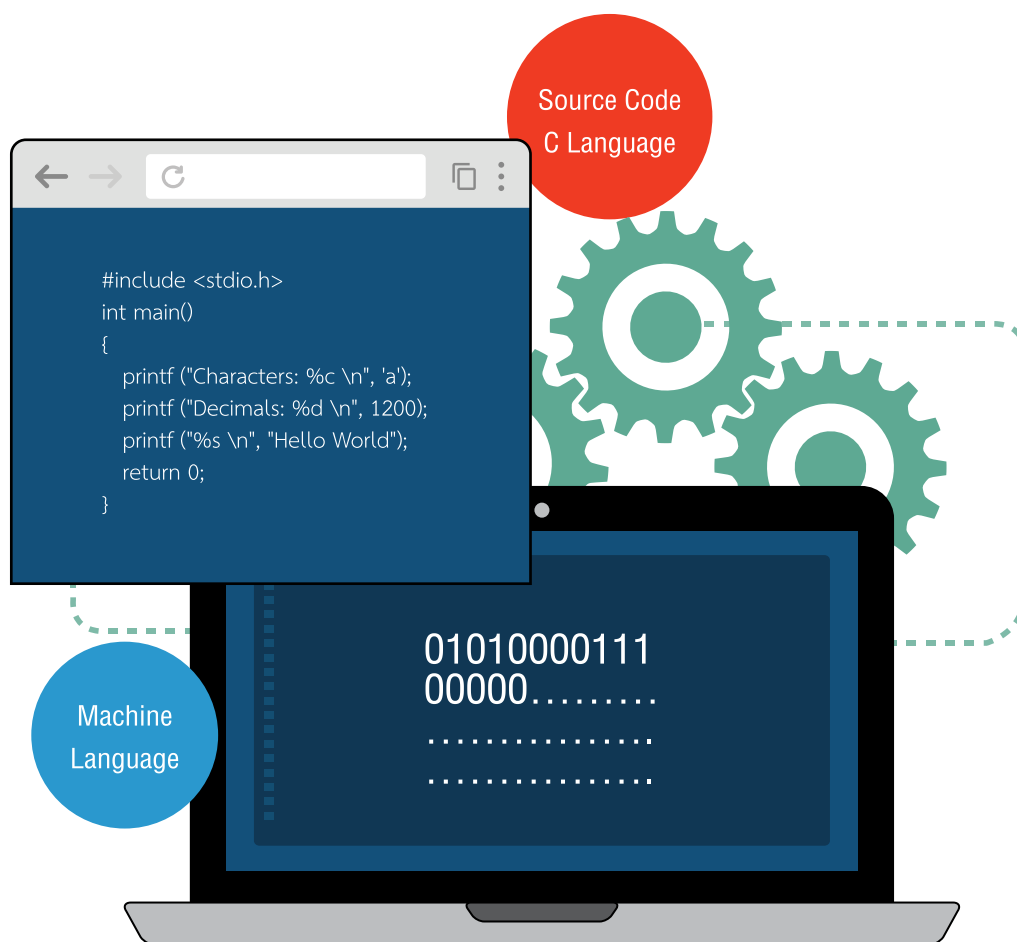 Source Code
C Language
#include <stdio.h>
int main()
{
printf ("Characters: %c \n", 'a');
printf ("Decimals: %d \n", 1200);
printf ("%s \n", "Hello World");
return 0;
}
01010000111
00000.........
...............
...............
Machine
Language